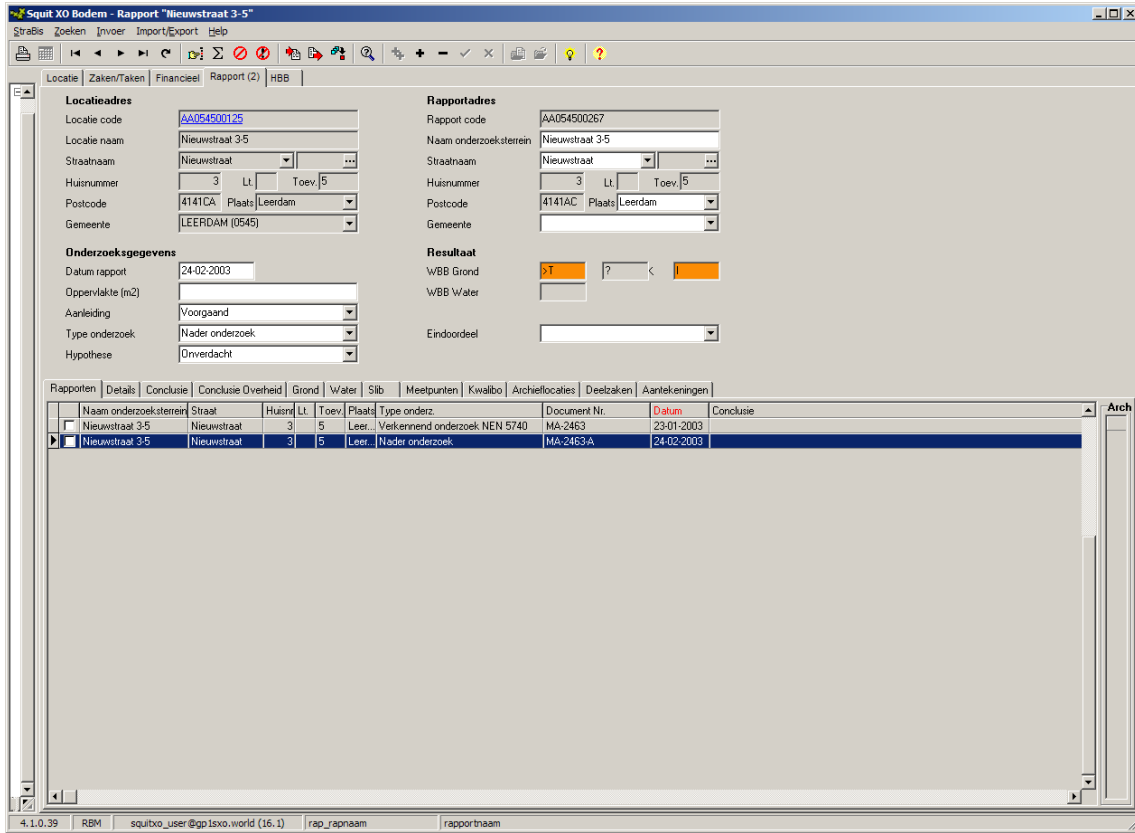 Squit XO Bodem - Rapport "Nieuwstraat 3-5"
StraBis Zoeken Invoer Import/Export Help
Locatie Zaken/Taken Financieel Rapport (2) HBB
Locatieadres Rapportadres
Locatie code AA054500125 Rapport code AA054500267
Locatie naam Nieuwstraat 3-5 Naam onderzoeksterrein Nieuwstraat 3-5
Straatnaam Nieuwstraat ... Straatnaam Nieuwstraat ...
Huisnummer 3 Lt. Toev. 5 Huisnummer 3 Lt. Toev. 5
Postcode 4141CA Plaats Leerdam Postcode 4141AC Plaats Leerdam
Gemeente LEERDAM (0545) Gemeente
Onderzoeksgegevens Resultaat
Datum rapport 24-02-2003 WBB Grond >T ? < I
Oppervlakte (m2) WBB Water
Aanleiding Voorgaand
Type onderzoek Nader onderzoek Eindoordeel
Hypothese Onverdacht
Rapporten Details Conclusie Conclusie Overheid Grond Water Slib Meetpunten Kwalibo Archieflocaties Deelzaken Aantekeningen
Naam onderzoeksterrein Straat Huisnr Lt. Toev. Plaats Type onderz. Document Nr. Datum Conclusie Arch
Nieuwstraat 3-5 Nieuwstraat 3 5 Leer... Verkennend onderzoek NEN 5740 MA-2463 23-01-2003
Nieuwstraat 3-5 Nieuwstraat 3 5 Leer... Nader onderzoek MA-2463-A 24-02-2003
4.1.0.39 RBM squitxo_user@gp1sxo.world (16.1) rap_rapnaam rapportnaam